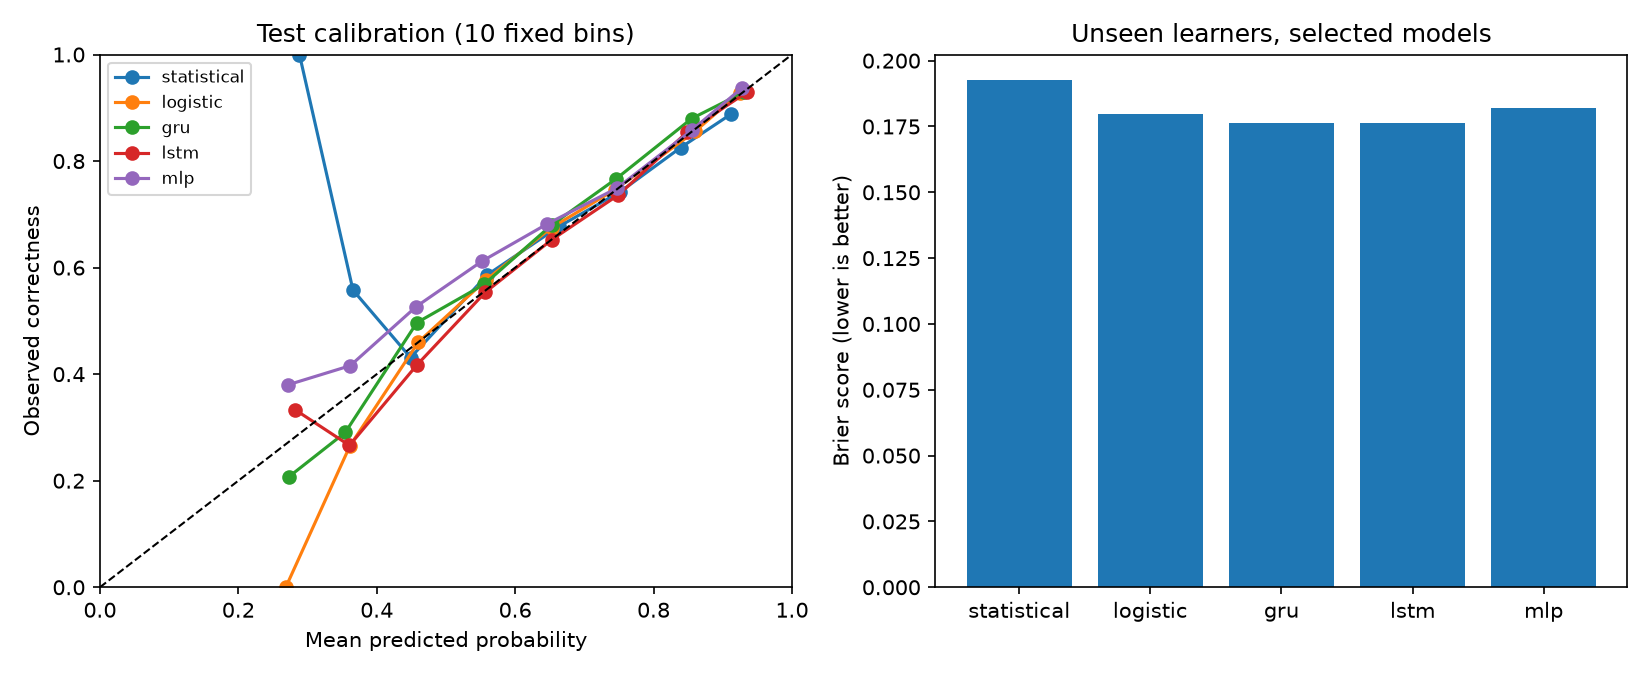 Test calibration (10 fixed bins)
statistical
logistic
gru
lstm
mlp
1.0
0.8
0.6
0.4
0.2
0.0
Observed correctness
0.0 0.2 0.4 0.6 0.8 1.0
Mean predicted probability
Unseen learners, selected models
0.200
0.175
0.150
0.125
0.100
0.075
0.050
0.025
0.000
Brier score (lower is better)
statistical logistic gru lstm mlp